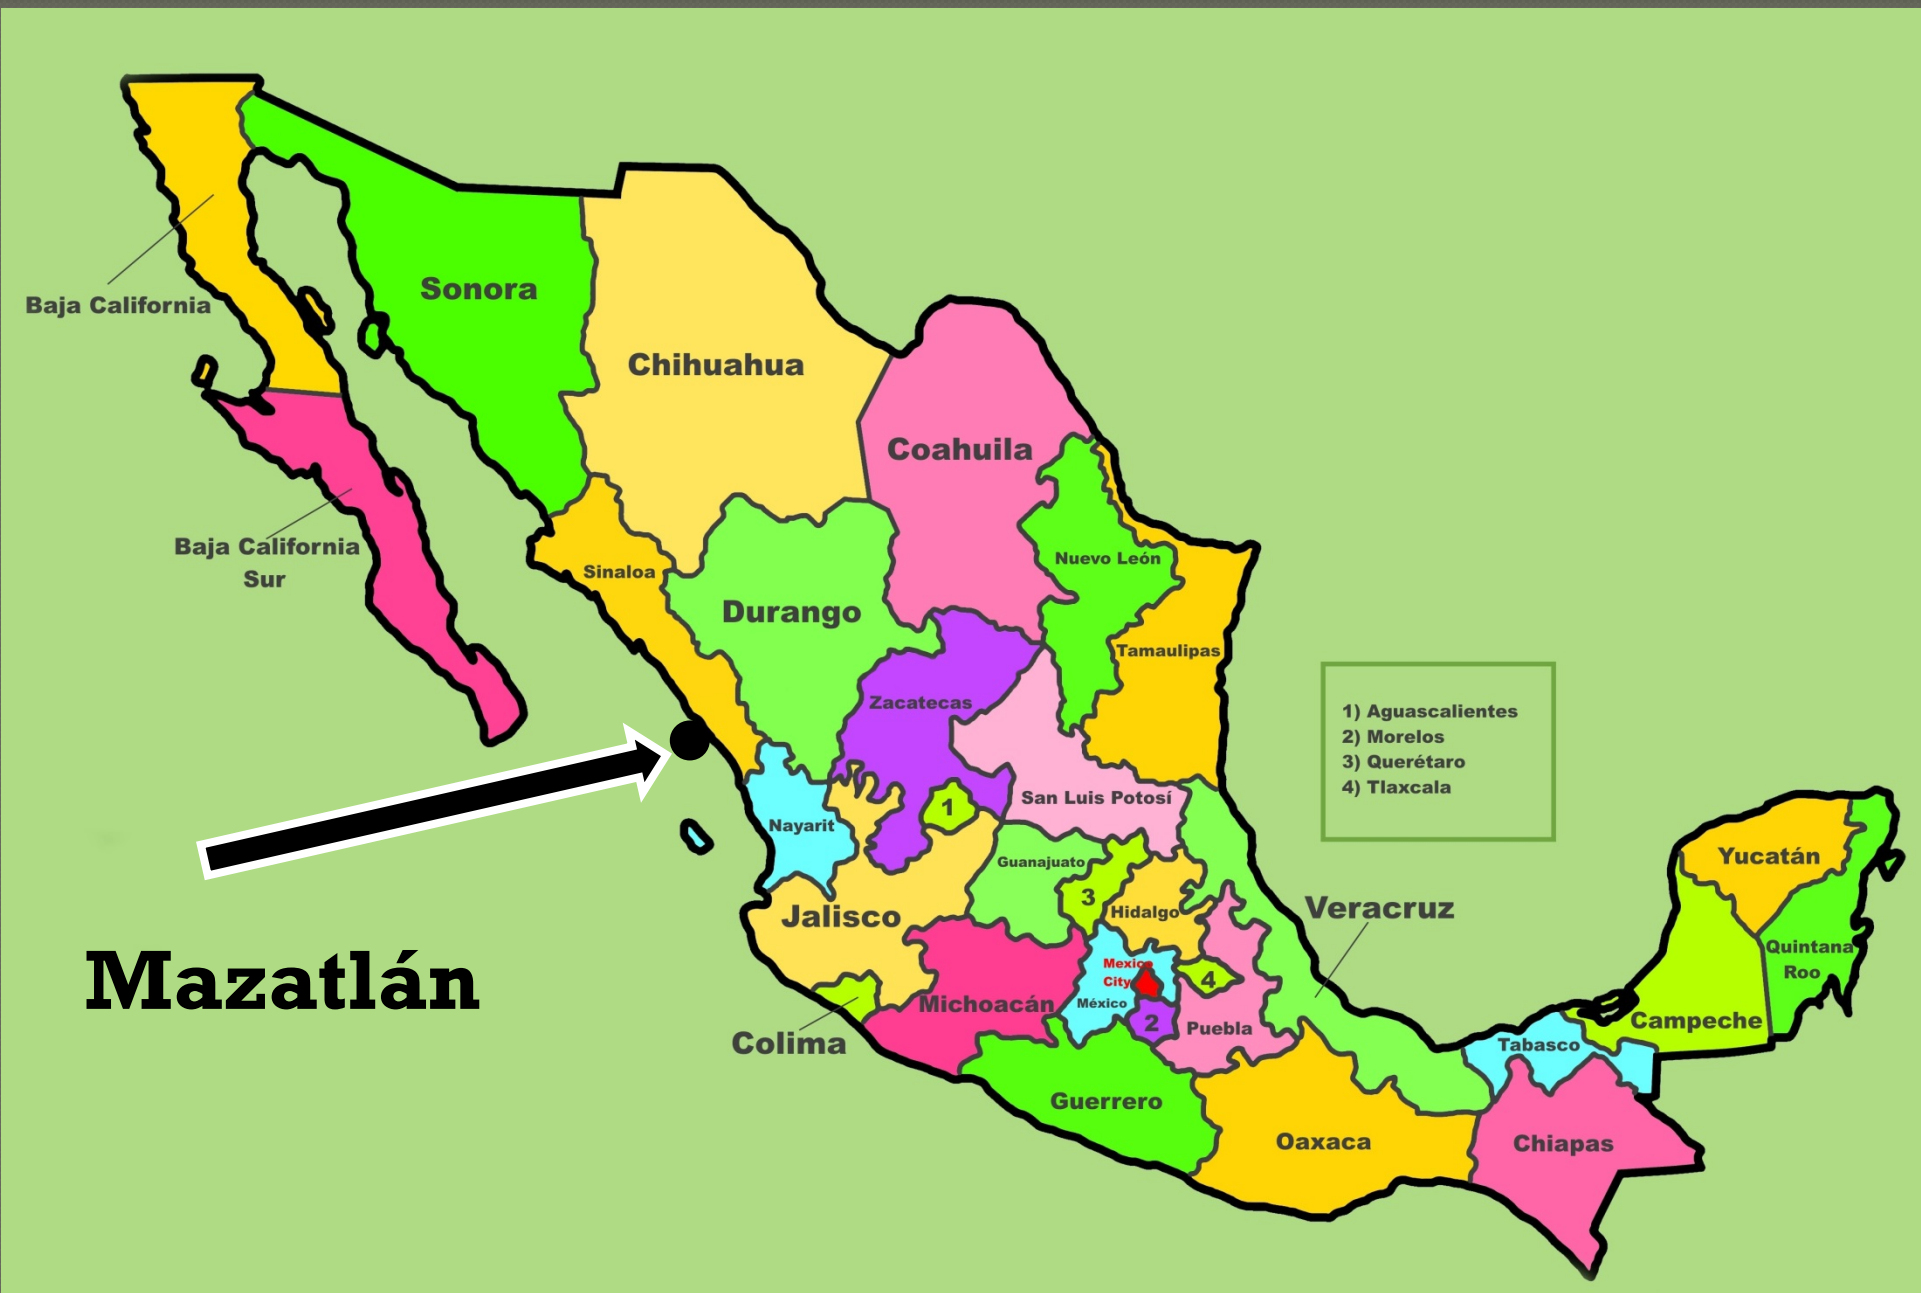 Baja California
Sonora
Chihuahua
Coahuila
Baja California
Sur
Sinaloa
Nuevo León
Durango
Tamaulipas
Zacatecas
1) Aguascalientes
2) Morelos
3) Querétaro
4) Tlaxcala
San Luis Potosí
1
Nayarit
Guanajuato
3
Hidalgo
Jalisco
Veracruz
Yucatán
Quintana
Roo
Mazatlán
Mexico
City
4
México
Michoacán
2
Puebla
Colima
Campeche
Tabasco
Guerrero
Oaxaca
Chiapas